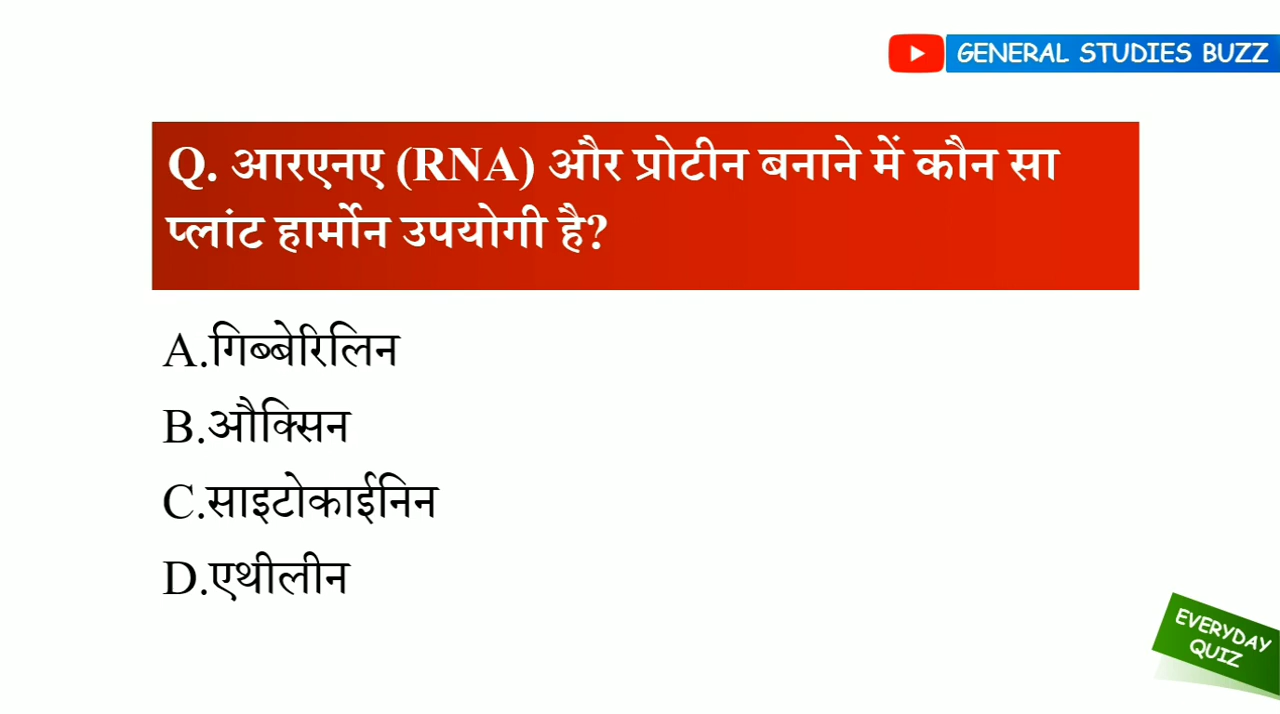 GENERAL STUDIES BUZZ
Q. आरएनए (RNA) और प्रोटीन बनाने में कौन सा
प्लांट हार्मोन उपयोगी है?
A.गिब्बेरिलिन
B.औक्सिन
C.साइटोकाईनिन
D.एथीलीन
EVERYDAY
QUIZ